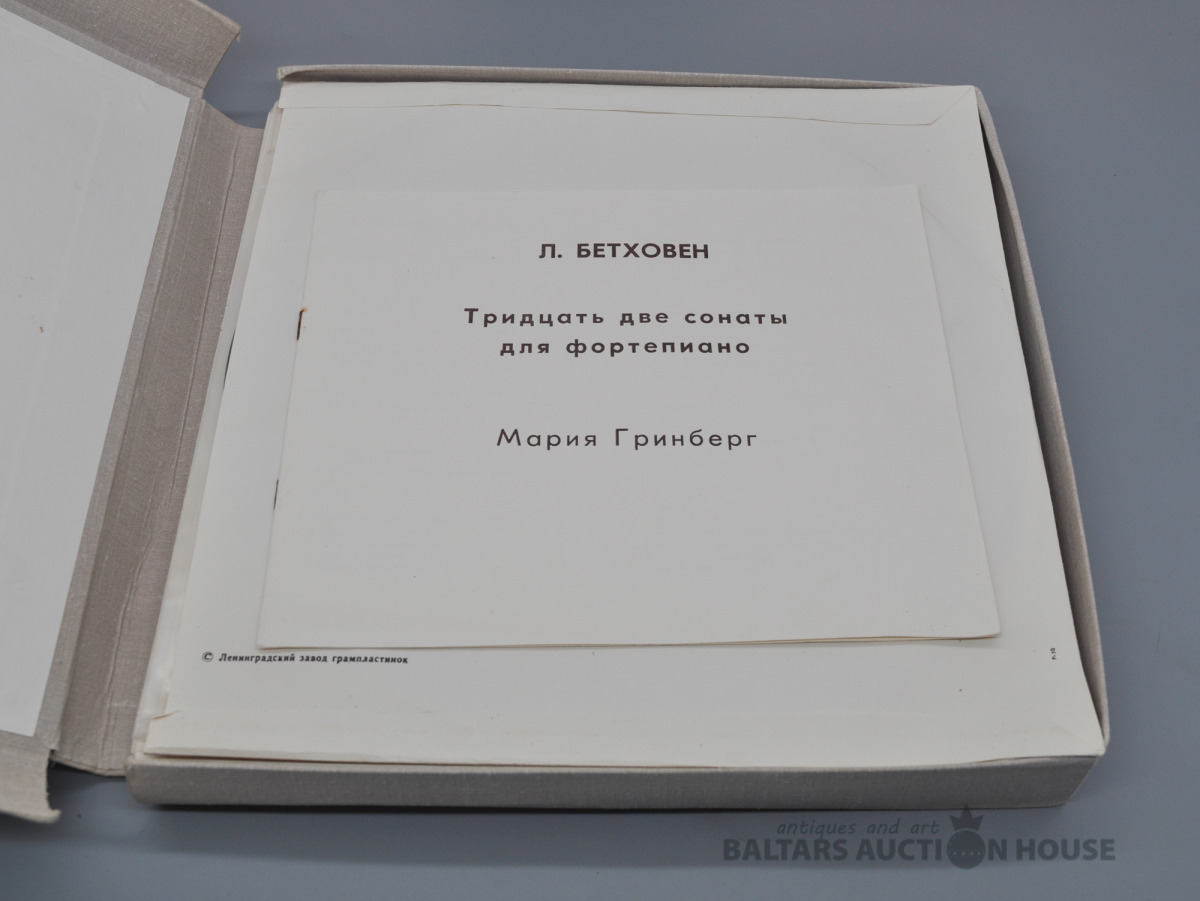 Л. БЕТХОВЕН
Тридцать две сонаты
для фортепиано
Мария Гринберг
© Ленинградский завод грампластинок
antiques and art
BALTARS AUCTION HOUSE